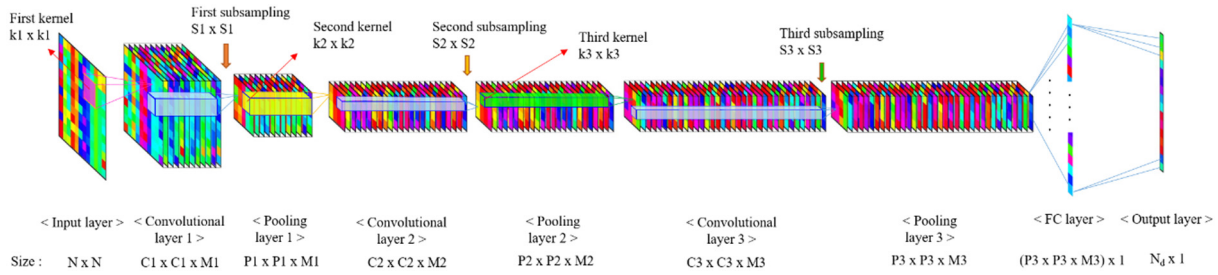 First kernel
k1 x k1
First subsampling
S1 x S1
Second kernel
k2 x k2
Second subsampling
S2 x S2
Third kernel
k3 x k3
Third subsampling
S3 x S3
< Input layer >
< Convolutional
layer 1 >
< Pooling
layer 1 >
< Convolutional
layer 2 >
< Pooling
layer 2 >
< Convolutional
layer 3 >
< Pooling
layer 3 >
< FC layer >
< Output layer >
Size : N x N C1 x C1 x M1 P1 x P1 x M1 C2 x C2 x M2 P2 x P2 x M2 C3 x C3 x M3 P3 x P3 x M3 (P3 x P3 x M3) x 1 Nd x 1